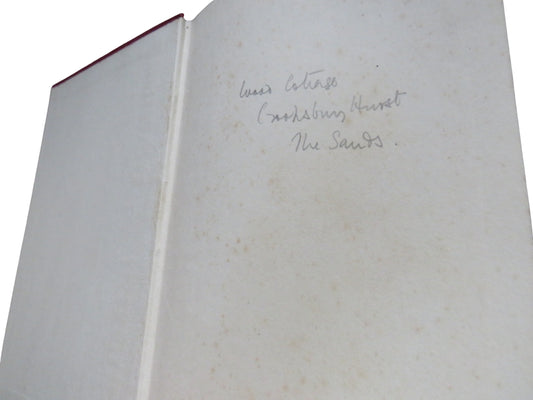 Wood Cottage
Crooksbury Hurst
The Sands.